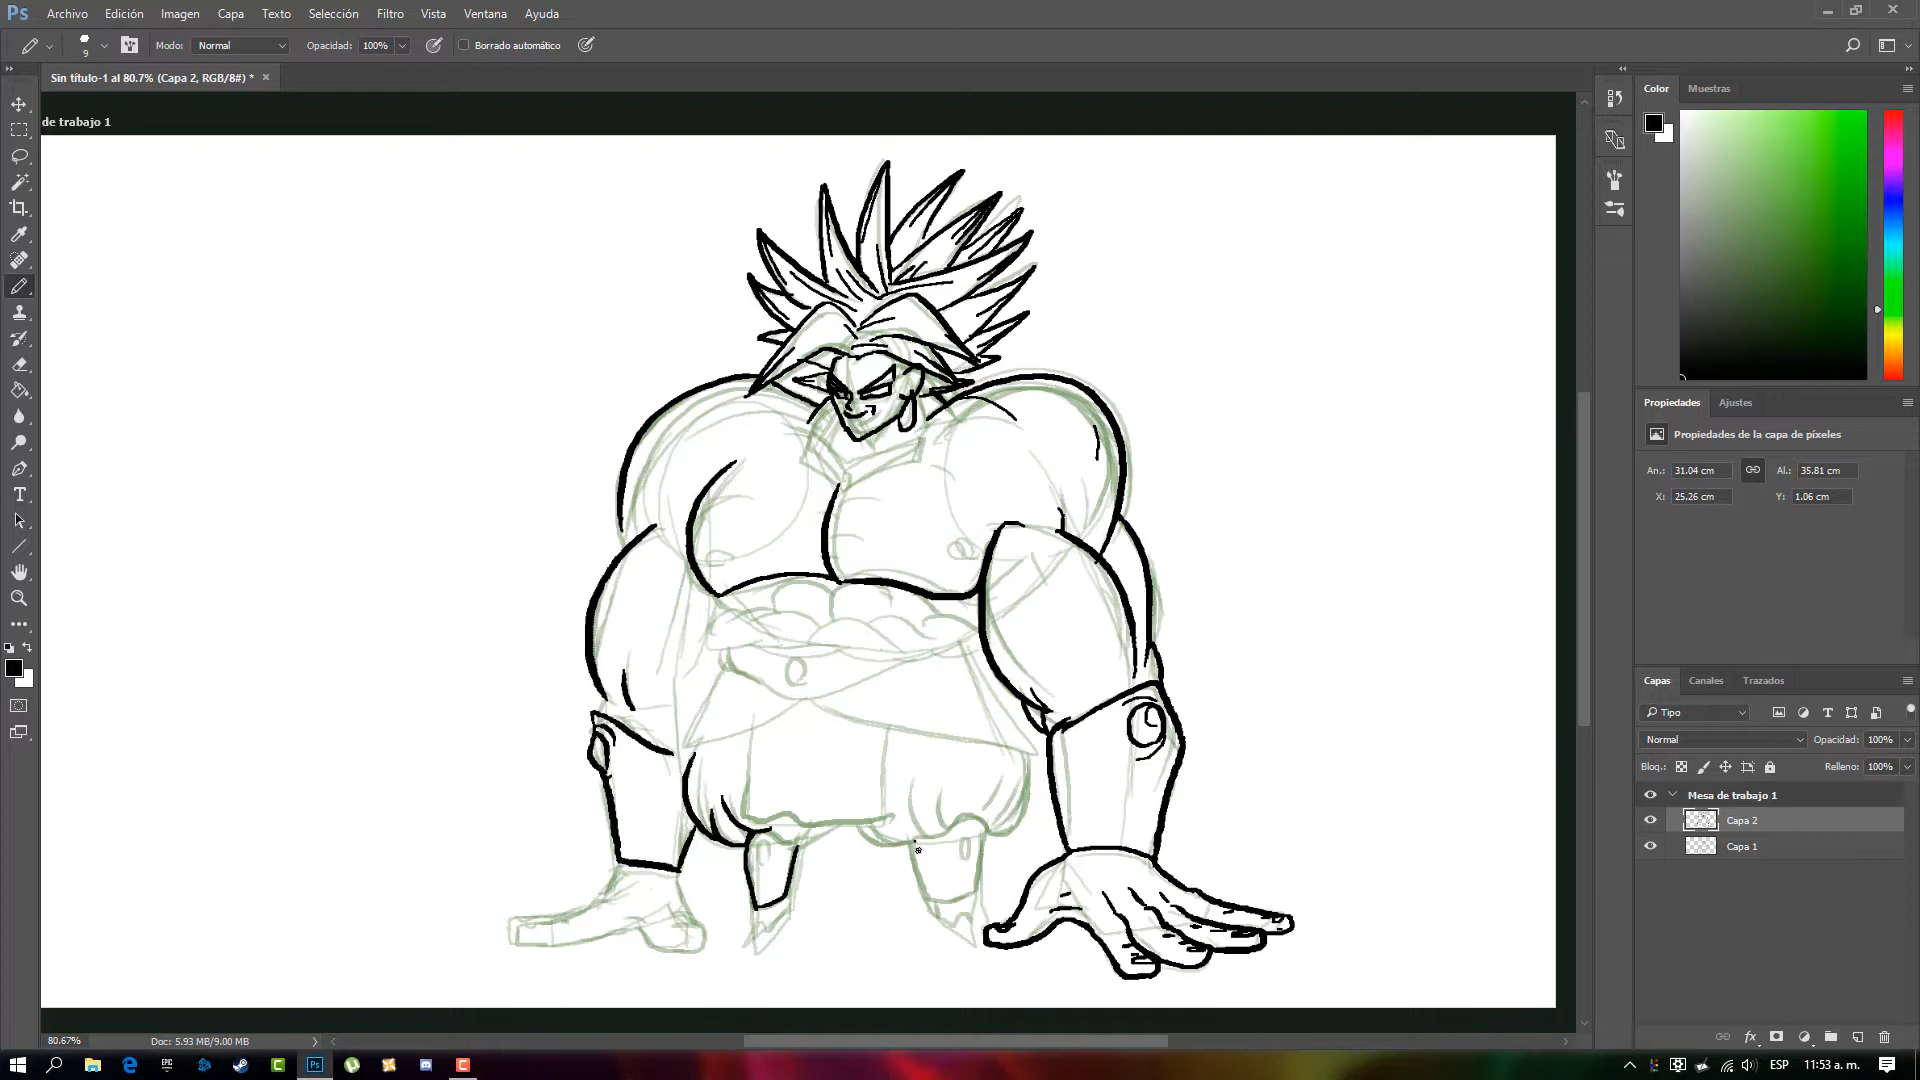 Ps Archivo Edición Imagen Capa Texto Selección Filtro Vista Ventana Ayuda
9 Modo: Normal Opacidad: 100% Borrado automático
Sin título-1 al 80.7% (Capa 2, RGB/8#) * ×
de trabajo 1
Color Muestras
Propiedades Ajustes
Propiedades de la capa de píxeles
An.: 31.04 cm Al.: 35.81 cm
X: 25.26 cm Y: 1.06 cm
Capas Canales Trazados
Tipo
Normal Opacidad: 100%
Bloq.: Relleno: 100%
Mesa de trabajo 1
Capa 2
Capa 1
80.67% Doc: 5.93 MB/9.00 MB
EPIC Ps ESP 11:53 a. m.